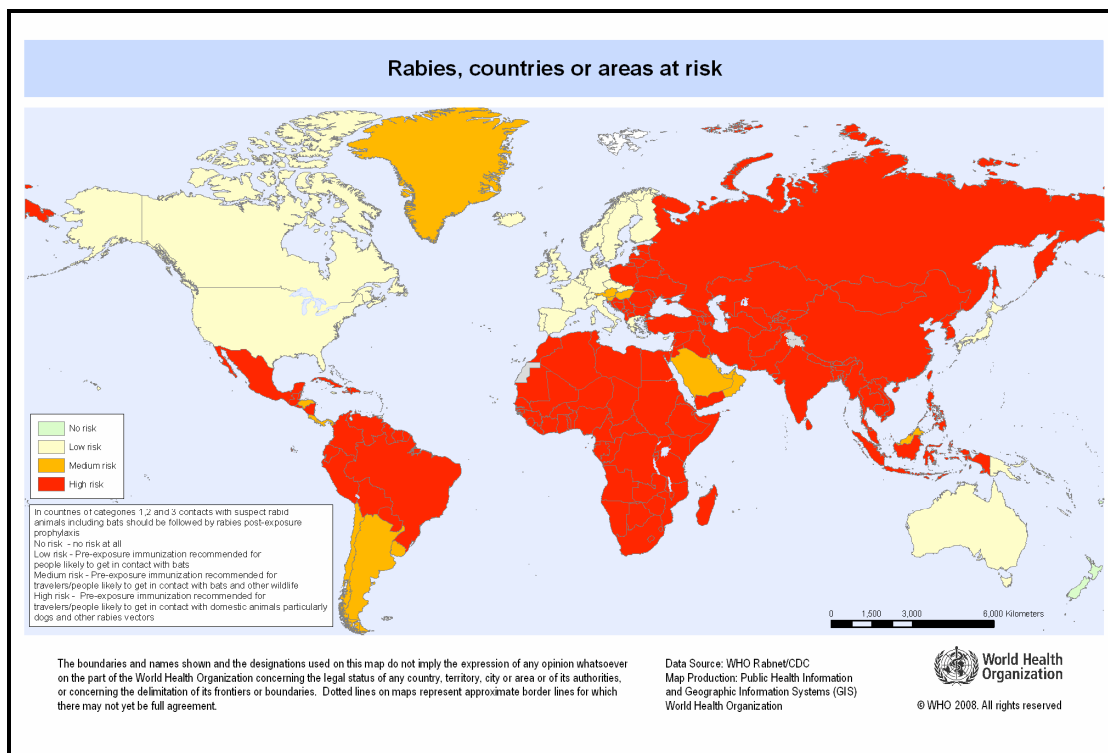 Rabies, countries or areas at risk
No risk
Low risk
Medium risk
High risk
In countries of categories 1,2 and 3 contacts with suspect rabid
animals including bats should be followed by rabies post-exposure
prophylaxis
No risk - no risk at all
Low risk - Pre-exposure immunization recommended for
people likely to get in contact with bats
Medium risk - Pre-exposure immunization recommended for
travelers/people likely to get in contact with bats and other wildlife
High risk - Pre-exposure immunization recommended for
travelers/people likely to get in contact with domestic animals particularly
dogs and other rabies vectors
0 1,500 3,000 6,000 Kilometers
The boundaries and names shown and the designations used on this map do not imply the expression of any opinion whatsoever
on the part of the World Health Organization concerning the legal status of any country, territory, city or area or of its authorities,
or concerning the delimitation of its frontiers or boundaries. Dotted lines on maps represent approximate border lines for which
there may not yet be full agreement.
Data Source: WHO Rabnet/CDC
Map Production: Public Health Information
and Geographic Information Systems (GIS)
World Health Organization
World Health
Organization
© WHO 2008. All rights reserved